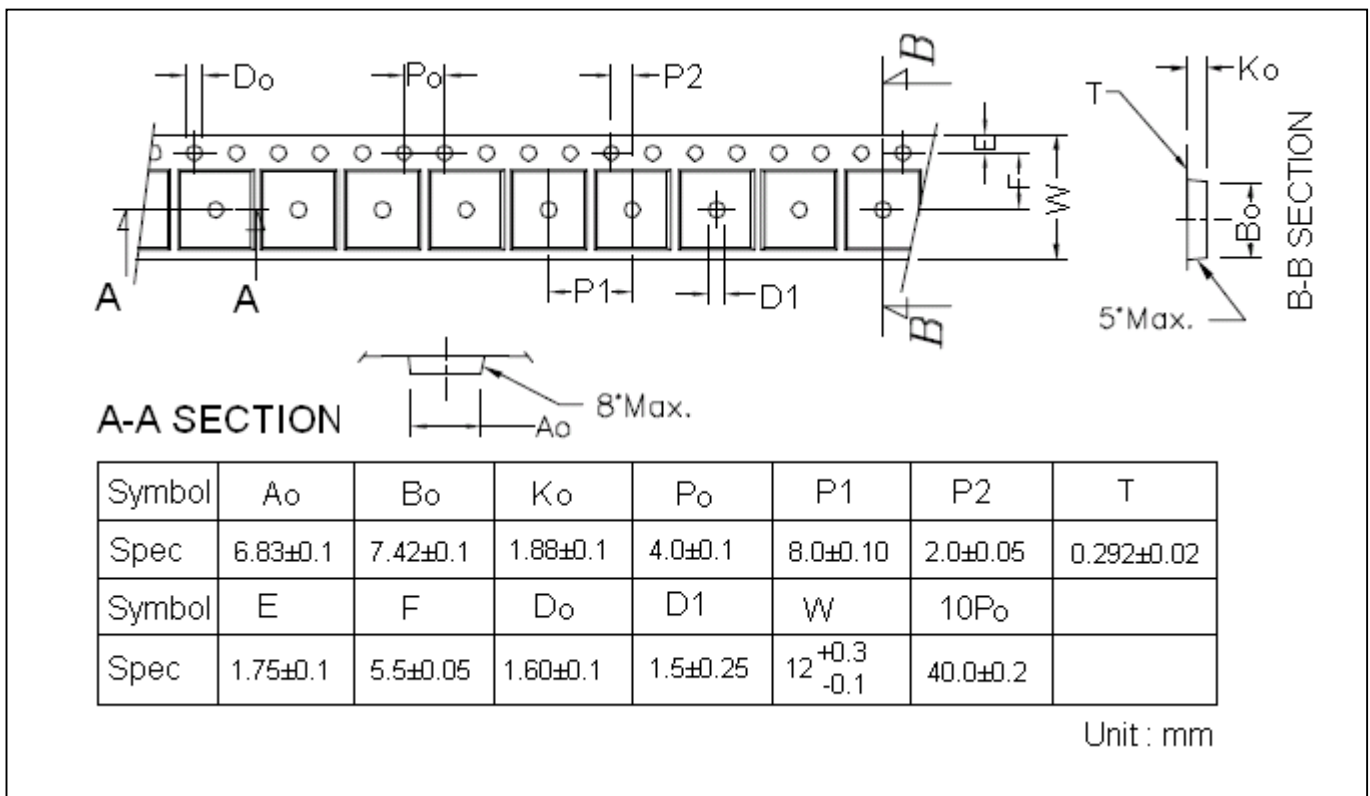 Do
Po
P2
B
Ko
T
E
F
W
Bo
B-B SECTION
A
A
P1
D1
B
5°Max.
8°Max.
A-A SECTION
Ao
Symbol Ao Bo Ko Po P1 P2 T
Spec 6.83±0.1 7.42±0.1 1.88±0.1 4.0±0.1 8.0±0.10 2.0±0.05 0.292±0.02
Symbol E F Do D1 W 10Po
Spec 1.75±0.1 5.5±0.05 1.60±0.1 1.5±0.25 12 +0.3 -0.1 40.0±0.2
Unit : mm